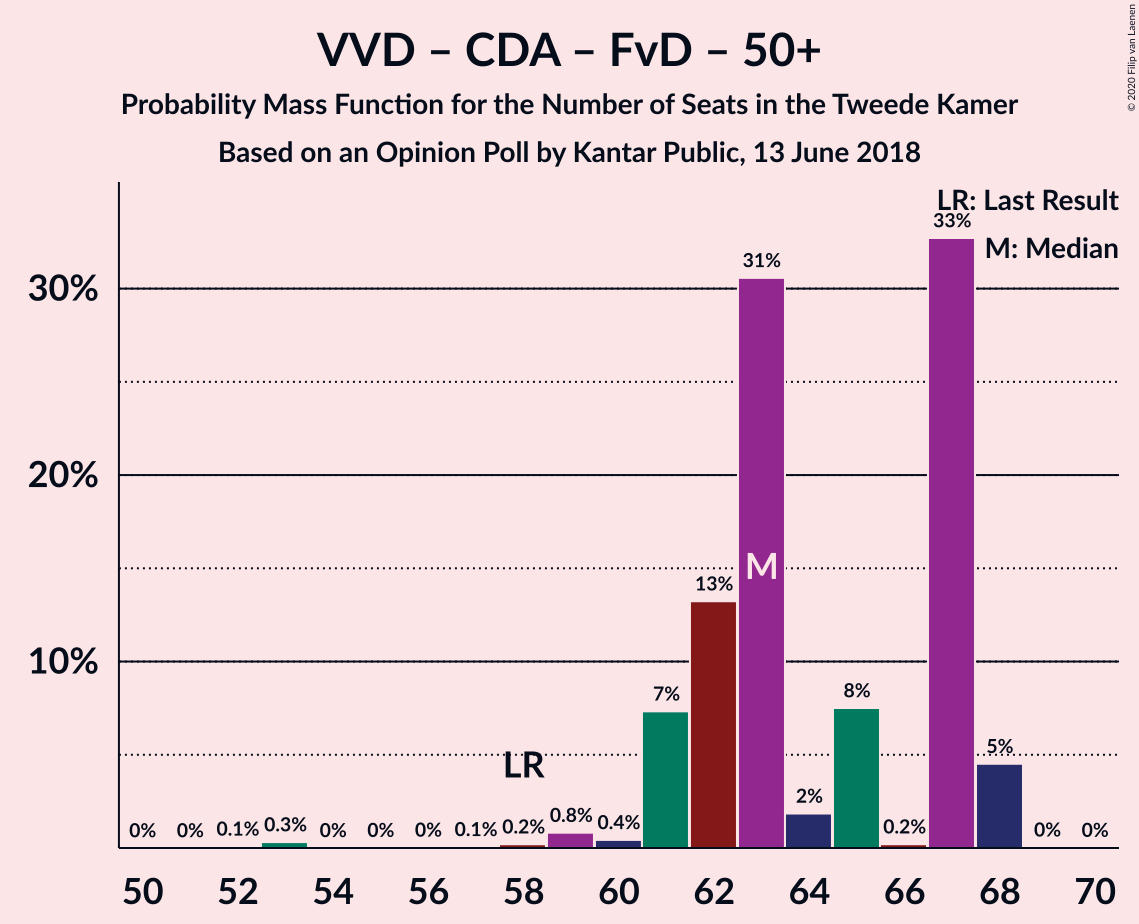 VVD – CDA – FvD – 50+
Probability Mass Function for the Number of Seats in the Tweede Kamer
Based on an Opinion Poll by Kantar Public, 13 June 2018
© 2020 Filip van Laenen
LR: Last Result
M: Median
30%
20%
10%
0% 0% 0.1% 0.3% 0% 0% 0% 0.1% 0.2% 0.8% 0.4% 7% 13% 31% 2% 8% 0.2% 33% 5% 0% 0%
LR
M
50 52 54 56 58 60 62 64 66 68 70